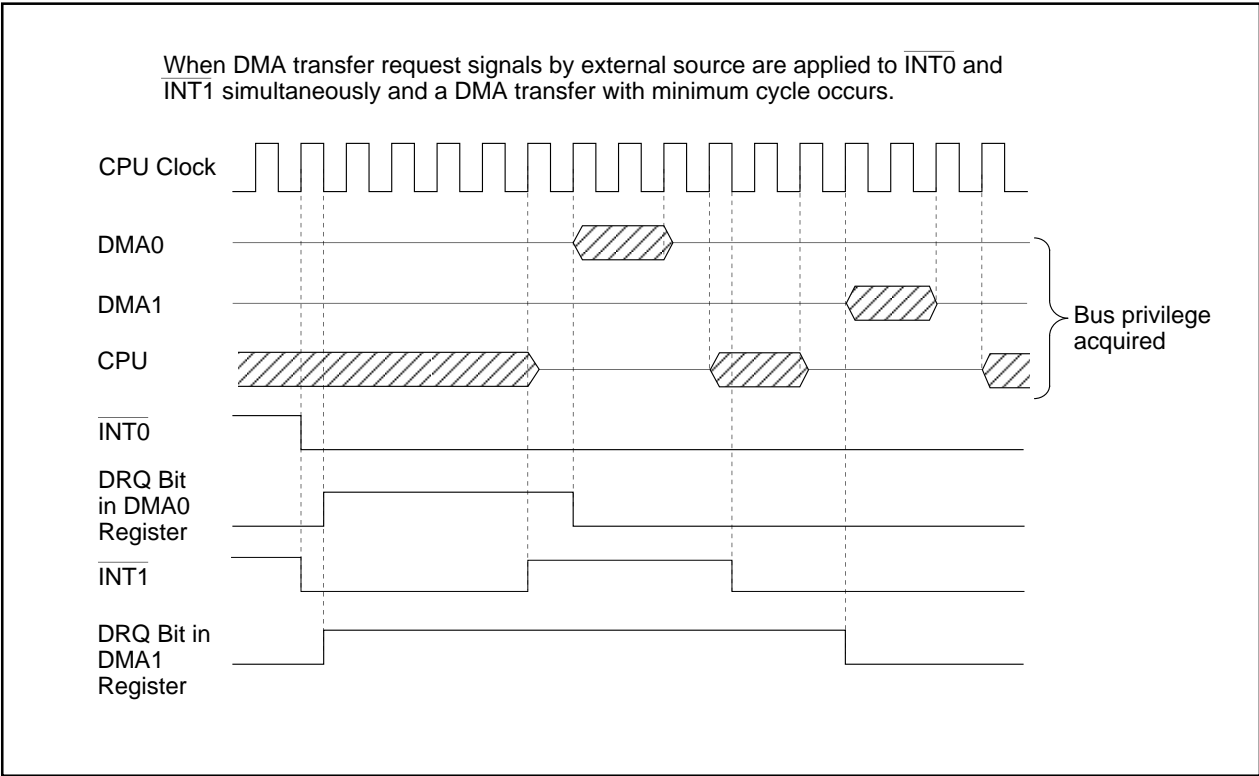 When DMA transfer request signals by external source are applied to INT0 and
INT1 simultaneously and a DMA transfer with minimum cycle occurs.
CPU Clock
DMA0
DMA1
CPU
Bus privilege
acquired
INT0
DRQ Bit
in DMA0
Register
INT1
DRQ Bit in
DMA1
Register